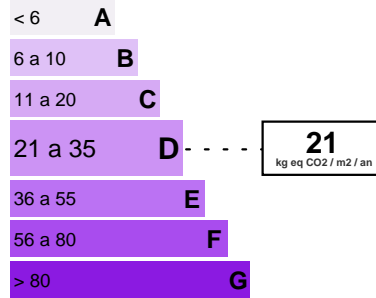 < 6 A
6 a 10 B
11 a 20 C
21 a 35 D
21
kg eq CO2 / m2 / an
36 a 55 E
56 a 80 F
> 80 G